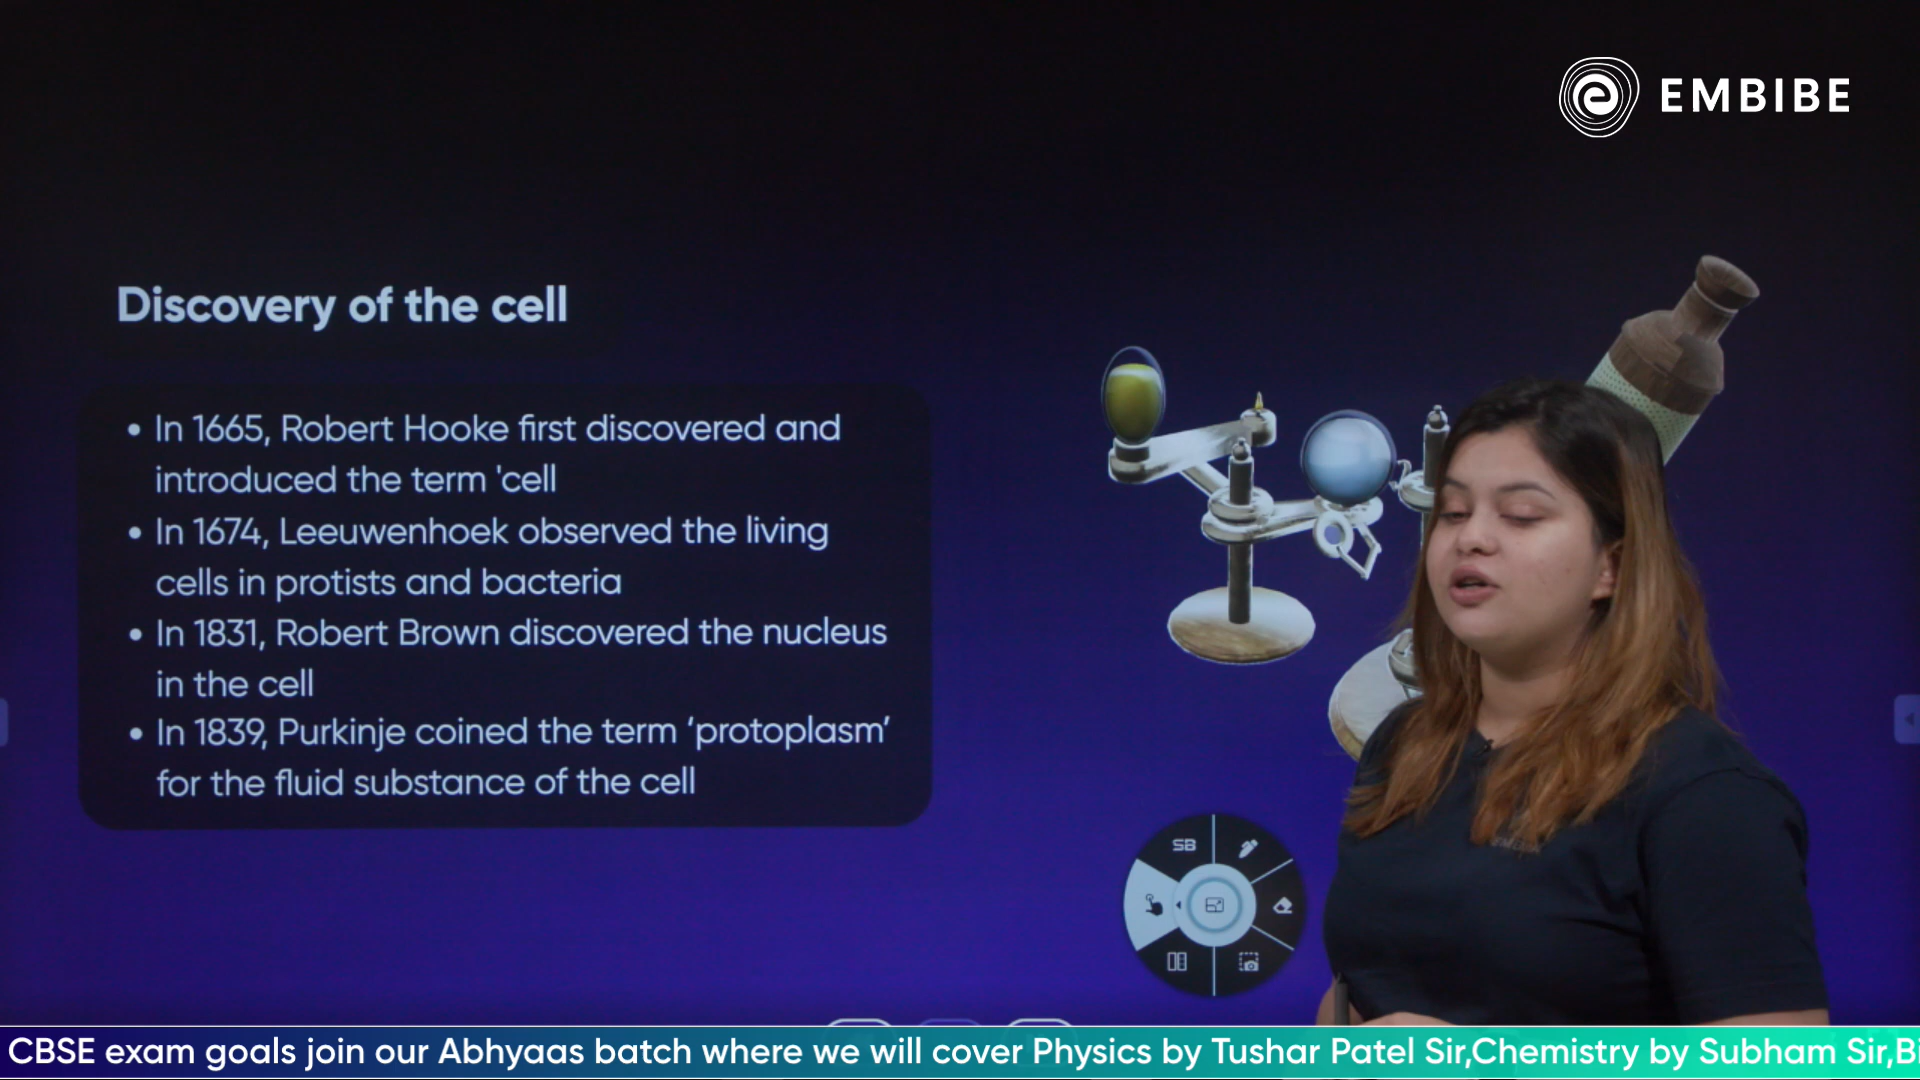 EMBIBE
Discovery of the cell
• In 1665, Robert Hooke first discovered and
introduced the term 'cell
• In 1674, Leeuwenhoek observed the living
cells in protists and bacteria
• In 1831, Robert Brown discovered the nucleus
in the cell
• In 1839, Purkinje coined the term ‘protoplasm’
for the fluid substance of the cell
SB
CBSE exam goals join our Abhyaas batch where we will cover Physics by Tushar Patel Sir,Chemistry by Subham Sir,Bi